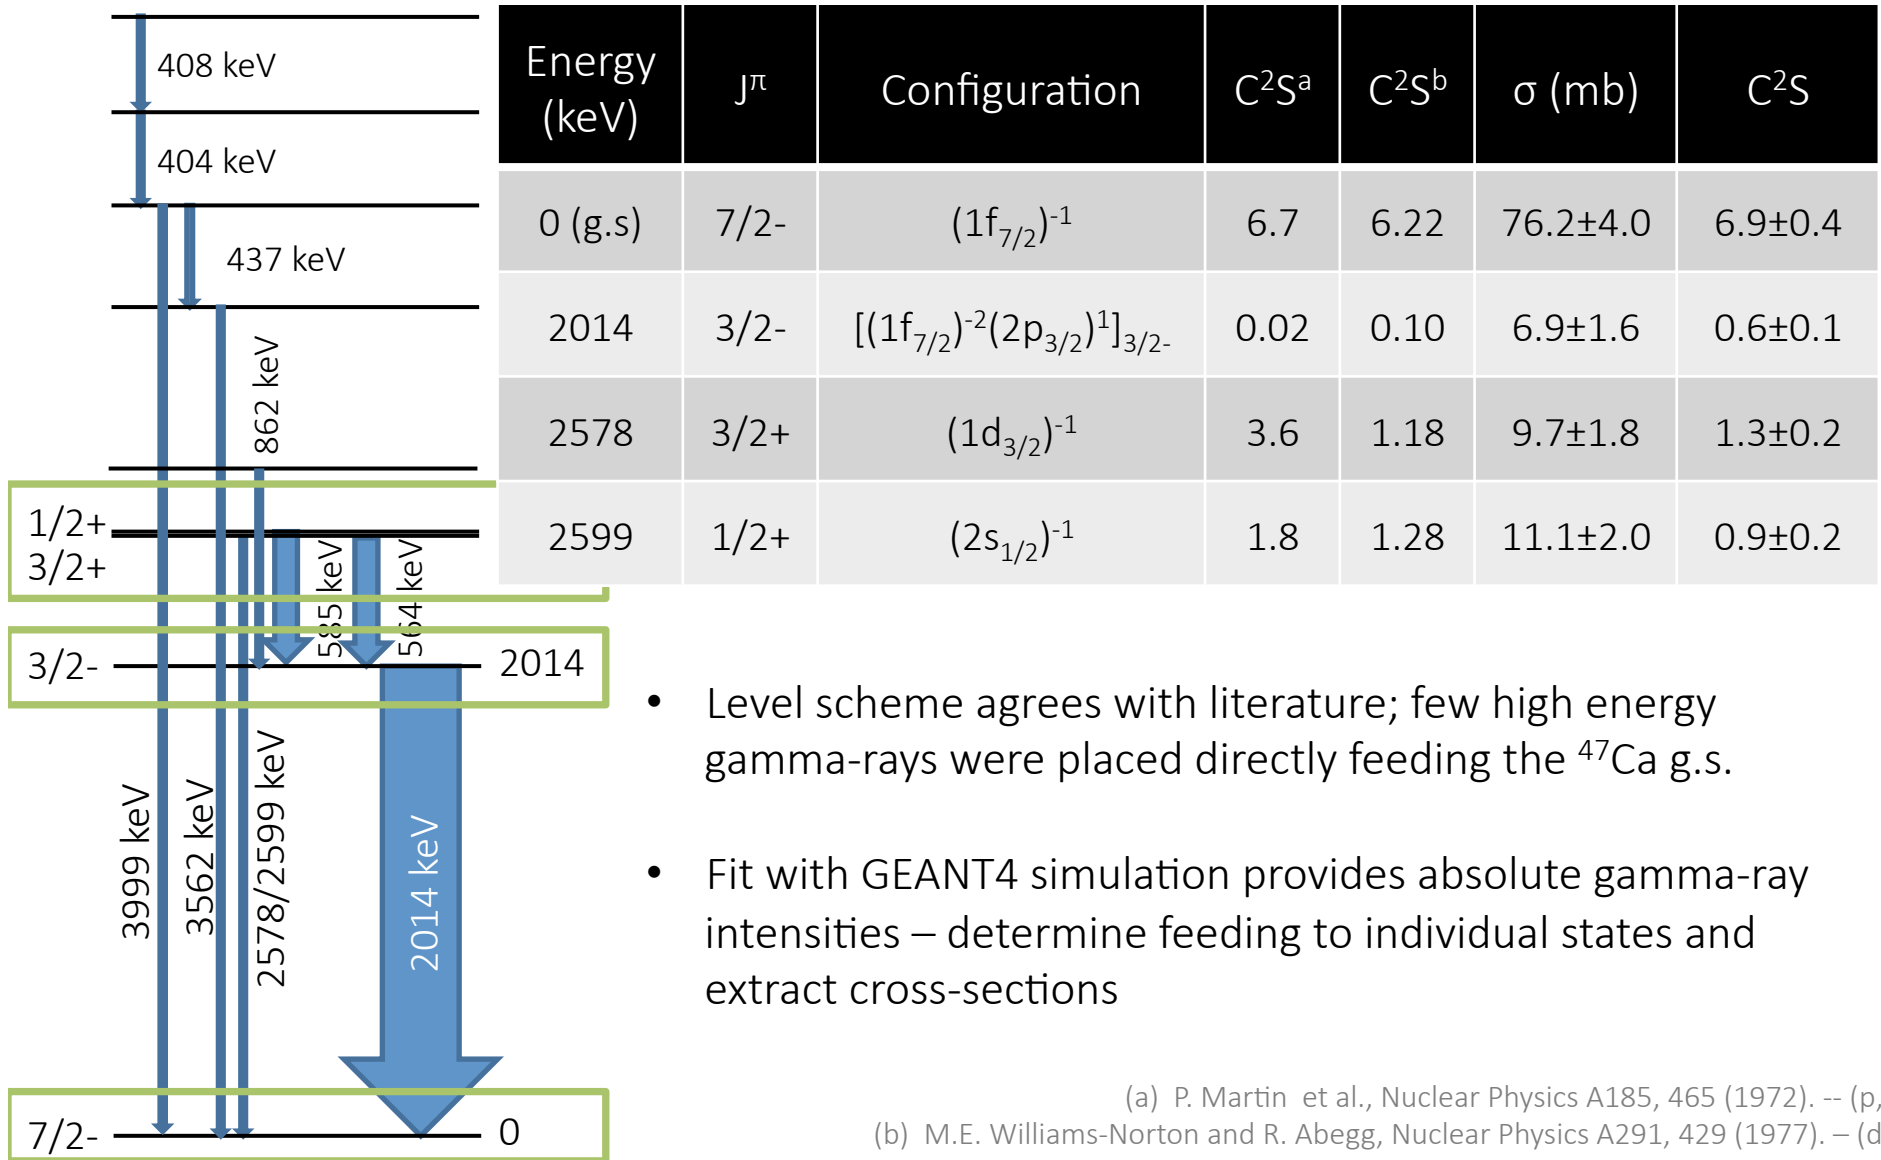 408 keV
404 keV
437 keV
862 keV
1/2+
3/2+
585 keV
564 keV
3/2-
2014
3999 keV
3562 keV
2578/2599 keV
2014 keV
7/2-
0
Energy (keV) J^π Configuration C²Sᵃ C²Sᵇ σ (mb) C²S
0 (g.s) 7/2- (1f₇/₂)⁻¹ 6.7 6.22 76.2±4.0 6.9±0.4
2014 3/2- [(1f₇/₂)⁻²(2p₃/₂)¹]₃/₂₋ 0.02 0.10 6.9±1.6 0.6±0.1
2578 3/2+ (1d₃/₂)⁻¹ 3.6 1.18 9.7±1.8 1.3±0.2
2599 1/2+ (2s₁/₂)⁻¹ 1.8 1.28 11.1±2.0 0.9±0.2
• Level scheme agrees with literature; few high energy
gamma-rays were placed directly feeding the ⁴⁷Ca g.s.
• Fit with GEANT4 simulation provides absolute gamma-ray
intensities – determine feeding to individual states and
extract cross-sections
(a) P. Martin et al., Nuclear Physics A185, 465 (1972). -- (p,
(b) M.E. Williams-Norton and R. Abegg, Nuclear Physics A291, 429 (1977). – (d